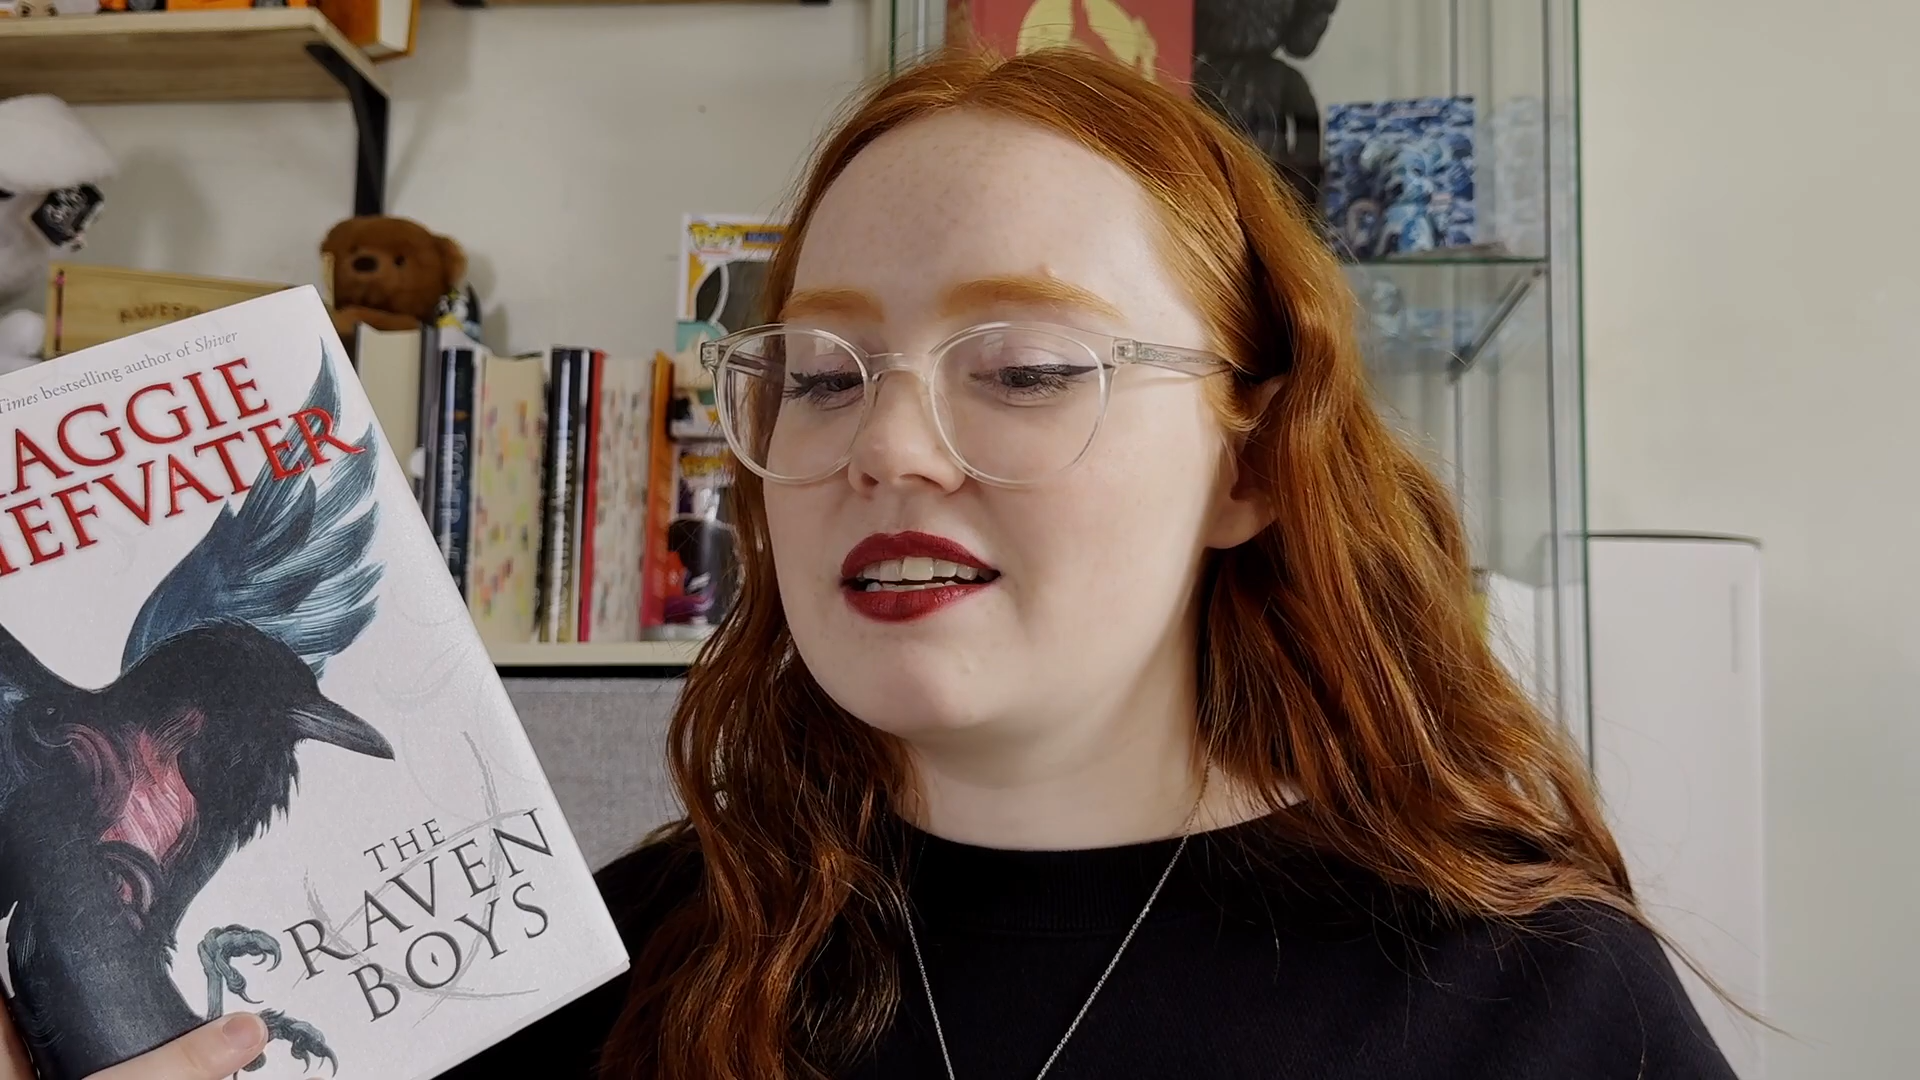 Times bestselling author of Shiver
AGGIE
IEFVATER
THE
RAVEN
BOYS